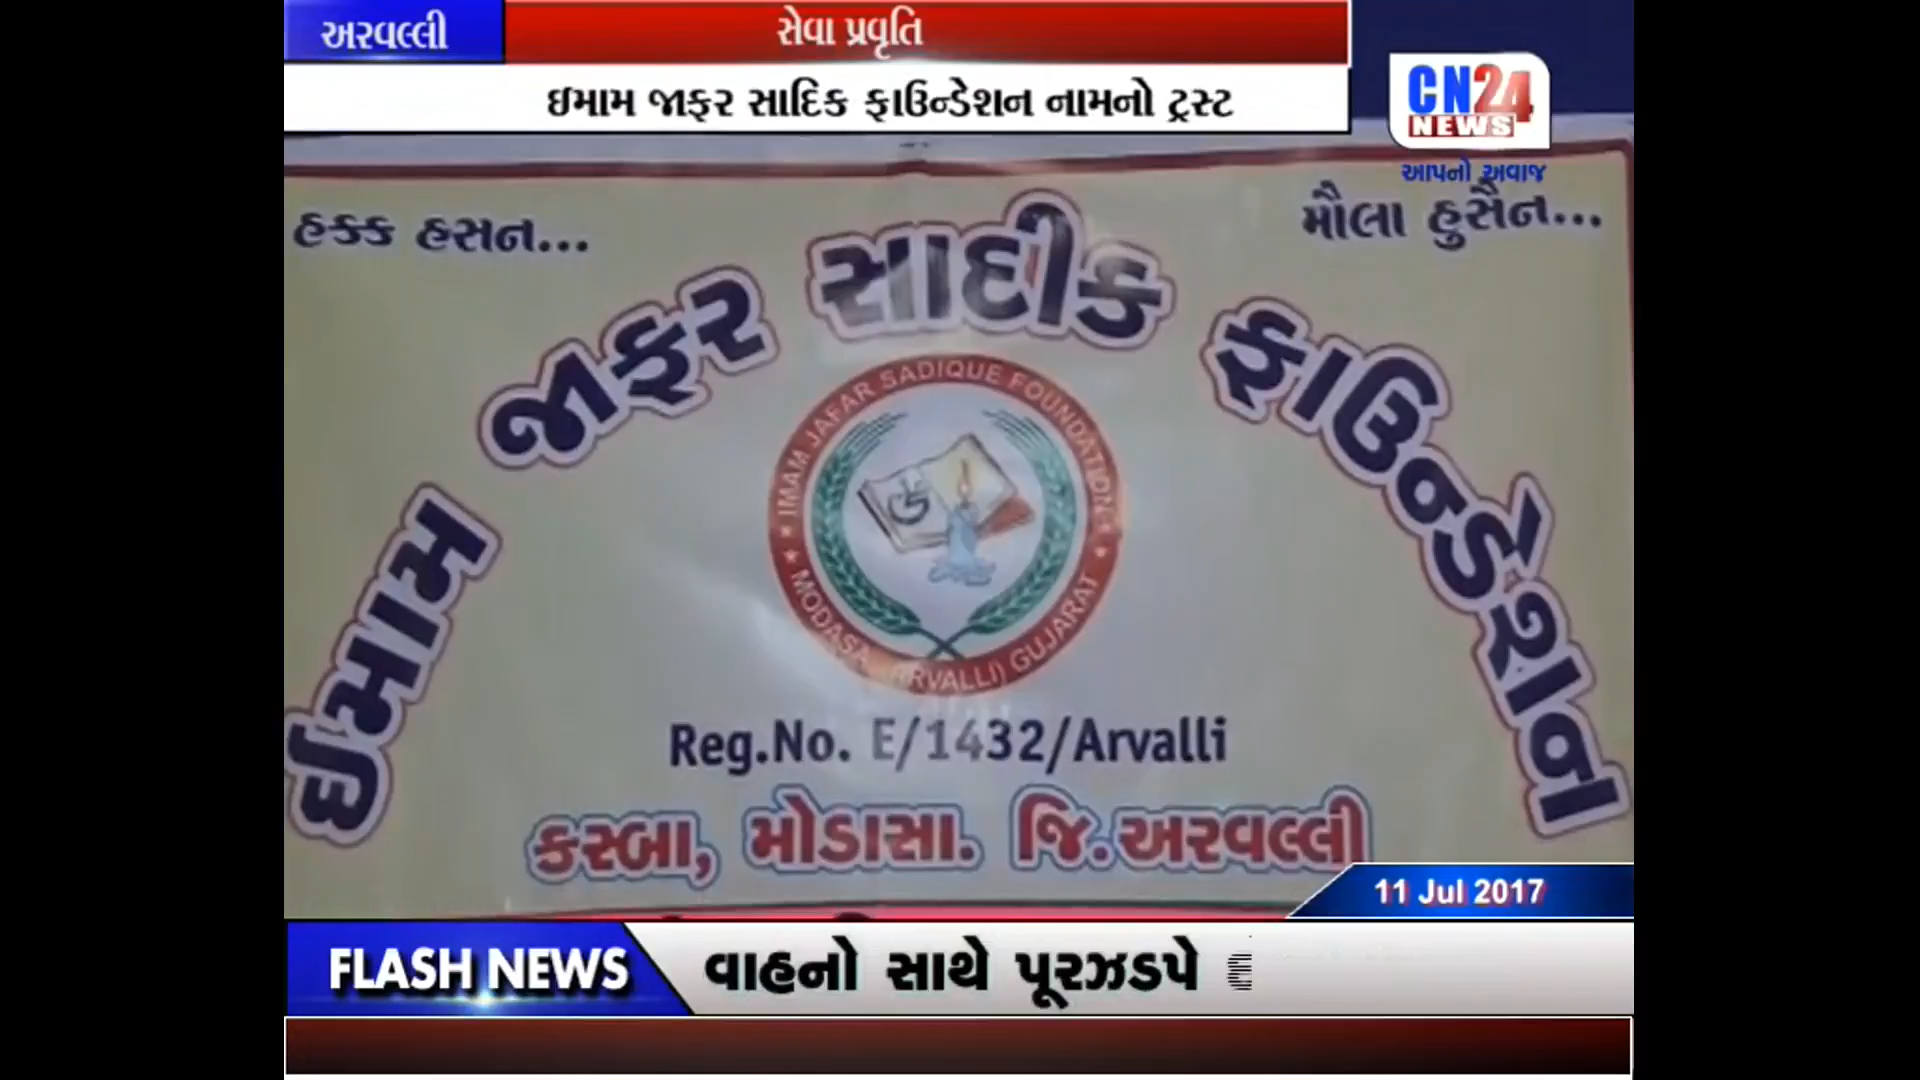 અરવલ્લી
સેવા પ્રવૃતિ
ઇમામ જાફર સાદિક ફાઉન્ડેશન નામનો ટ્રસ્ટ
CN24
NEWS
આપનો અવાજ
હક્ક હસન...
મૌલા હુસૈન...
ઈમામ જાફર સાદીક ફાઉન્ડેશન
IMAM JAFAR SADIQUE FOUNDATION
MODASA (ARVALLI) GUJARAT
Reg.No. E/1432/Arvalli
કસ્બા, મોડાસા. જિ.અરવલ્લી
11 Jul 2017
FLASH NEWS
વાહનો સાથે પૂરઝડપે